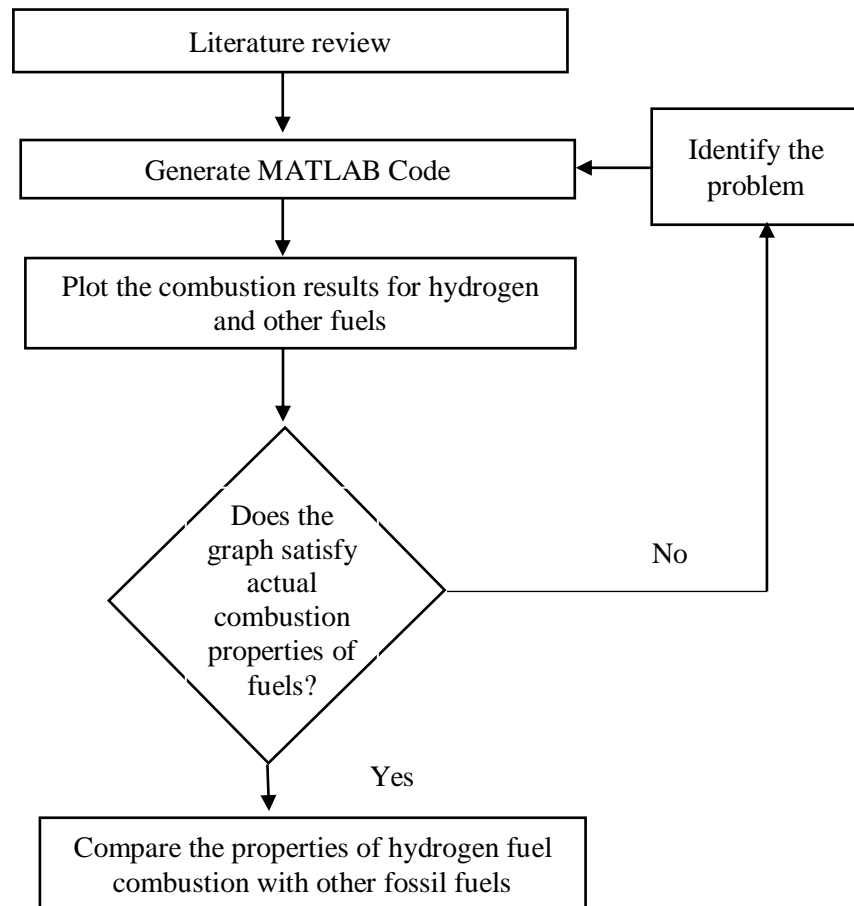 Literature review
Generate MATLAB Code
Identify the
problem
Plot the combustion results for hydrogen
and other fuels
Does the
graph satisfy
actual
combustion
properties of
fuels?
No
Yes
Compare the properties of hydrogen fuel
combustion with other fossil fuels